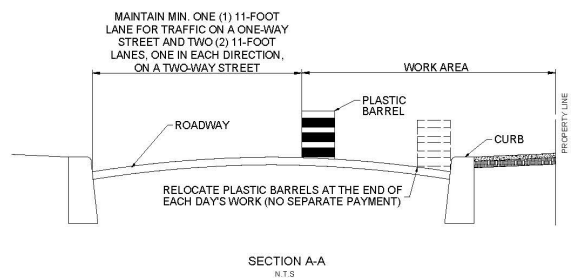 MAINTAIN MIN. ONE (1) 11-FOOT
LANE FOR TRAFFIC ON A ONE-WAY
STREET AND TWO (2) 11-FOOT
LANES, ONE IN EACH DIRECTION,
ON A TWO-WAY STREET
WORK AREA
PROPERTY LINE
PLASTIC
BARREL
ROADWAY
CURB
RELOCATE PLASTIC BARRELS AT THE END OF
EACH DAY'S WORK (NO SEPARATE PAYMENT)
SECTION A-A
N.T.S